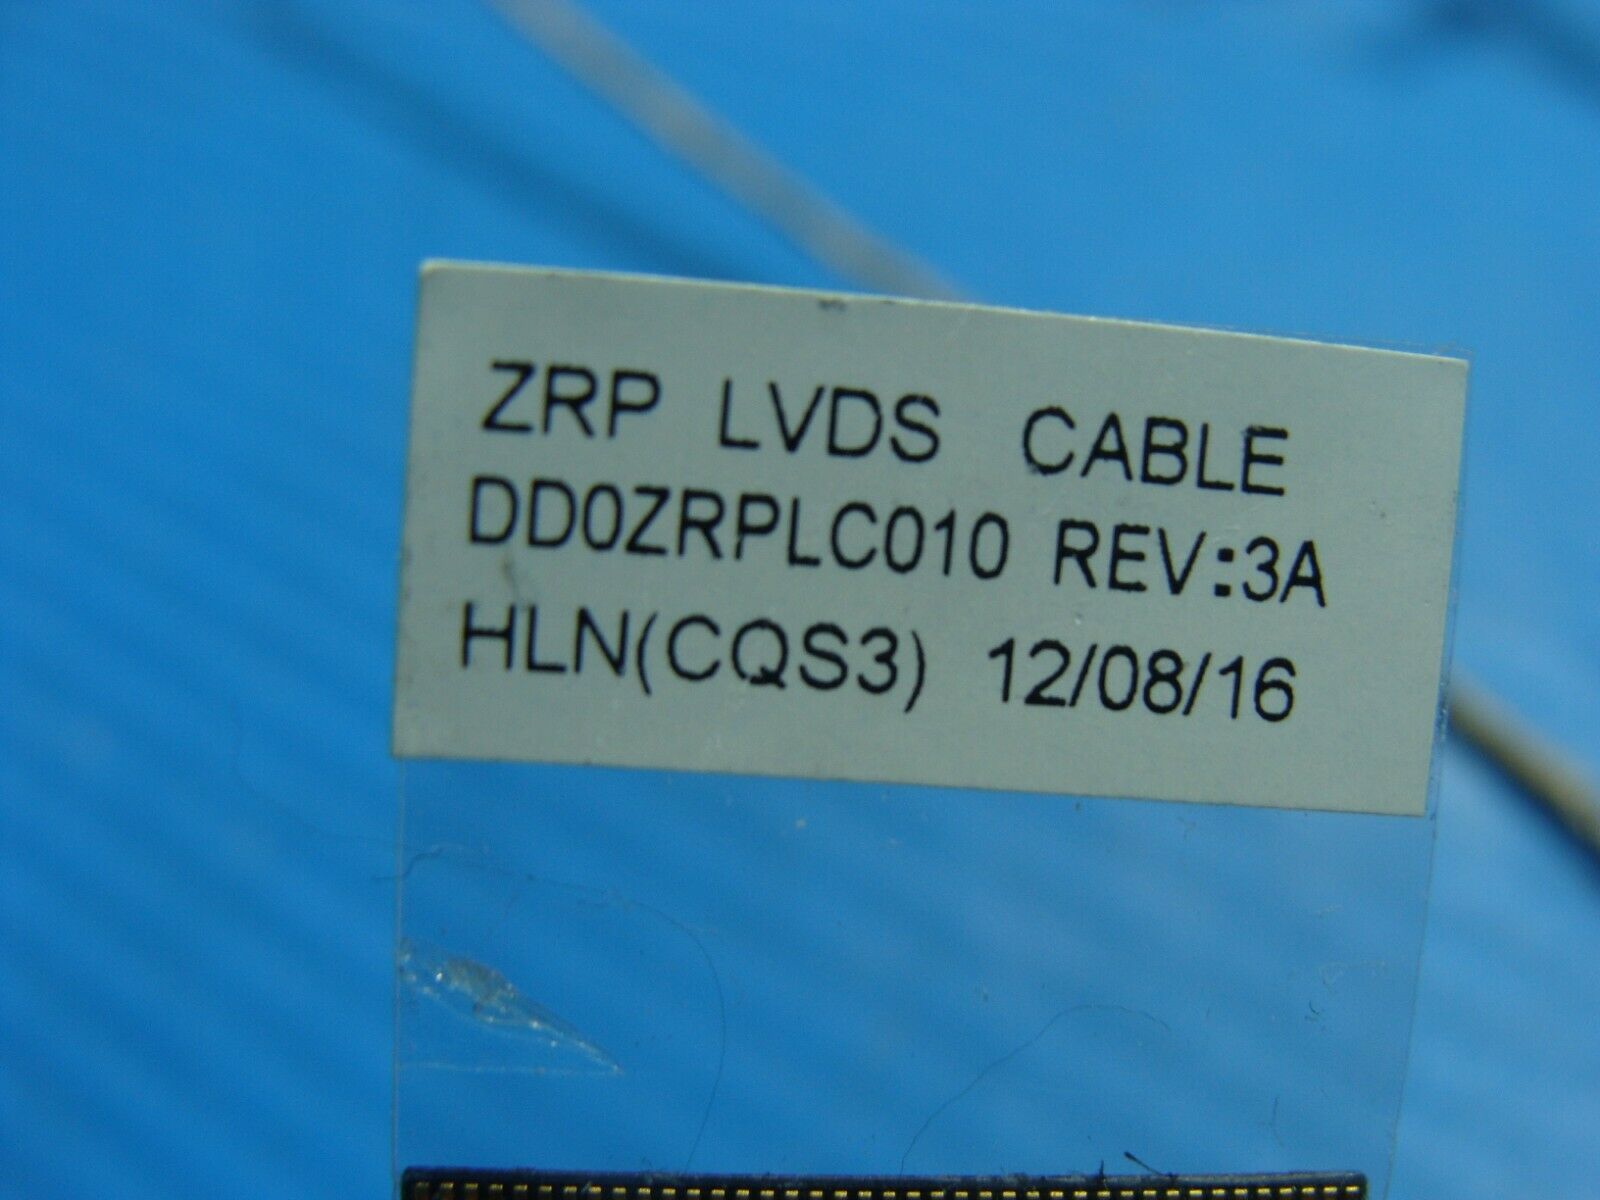 ZRP LVDS CABLE
DD0ZRPLC010 REV:3A
HLN(CQS3) 12/08/16